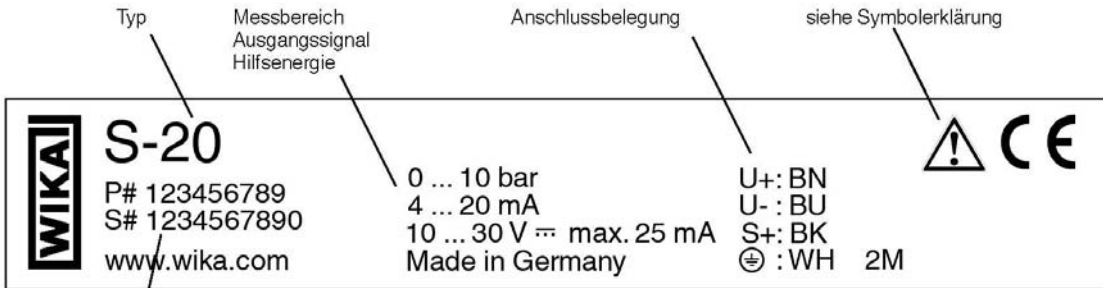 Typ
Messbereich
Ausgangssignal
Hilfsenergie
Anschlussbelegung
siehe Symbolerklärung
WIKA
S-20
P# 123456789
S# 1234567890
www.wika.com
0 ... 10 bar
4 ... 20 mA
10 ... 30 V ⎓ max. 25 mA
Made in Germany
U+: BN
U- : BU
S+: BK
⏚ : WH 2M
CE